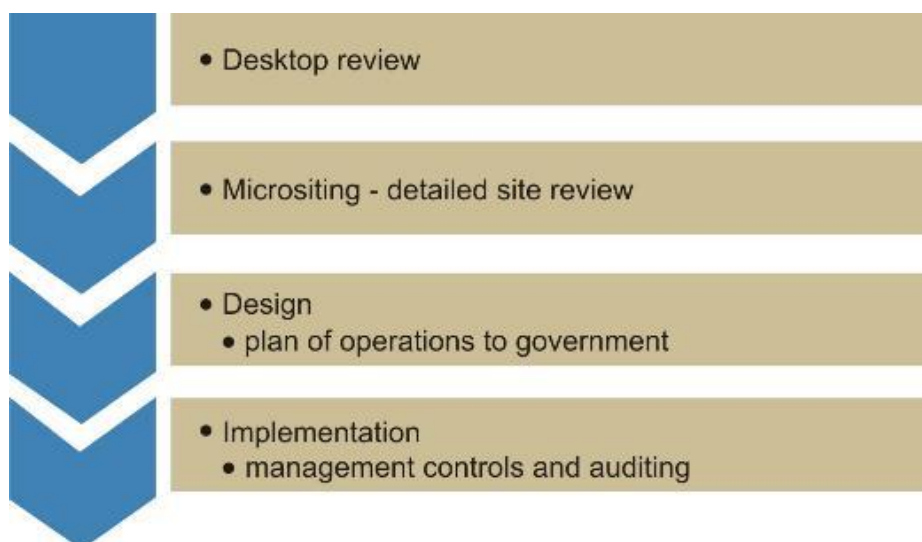 • Desktop review
• Micrositing - detailed site review
• Design
• plan of operations to government
• Implementation
• management controls and auditing